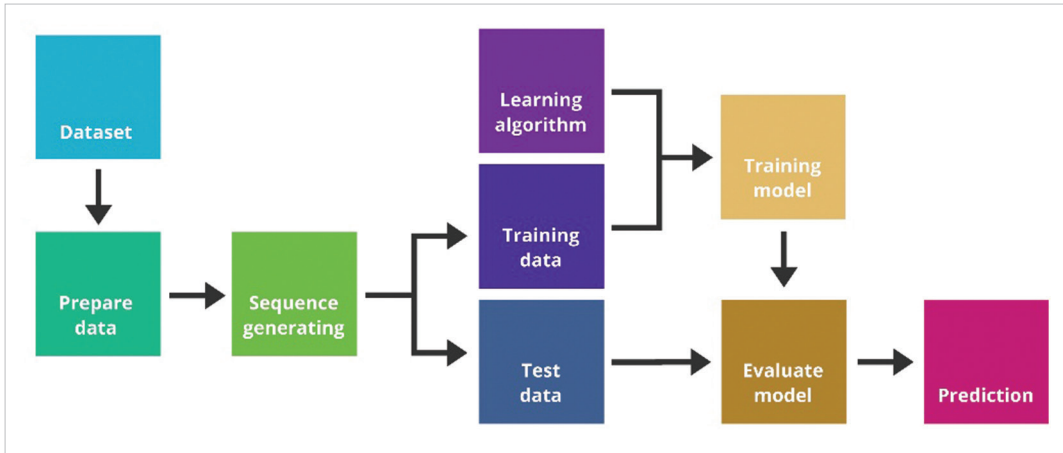 Dataset
Prepare
data
Sequence
generating
Learning
algorithm
Training
data
Test
data
Training
model
Evaluate
model
Prediction